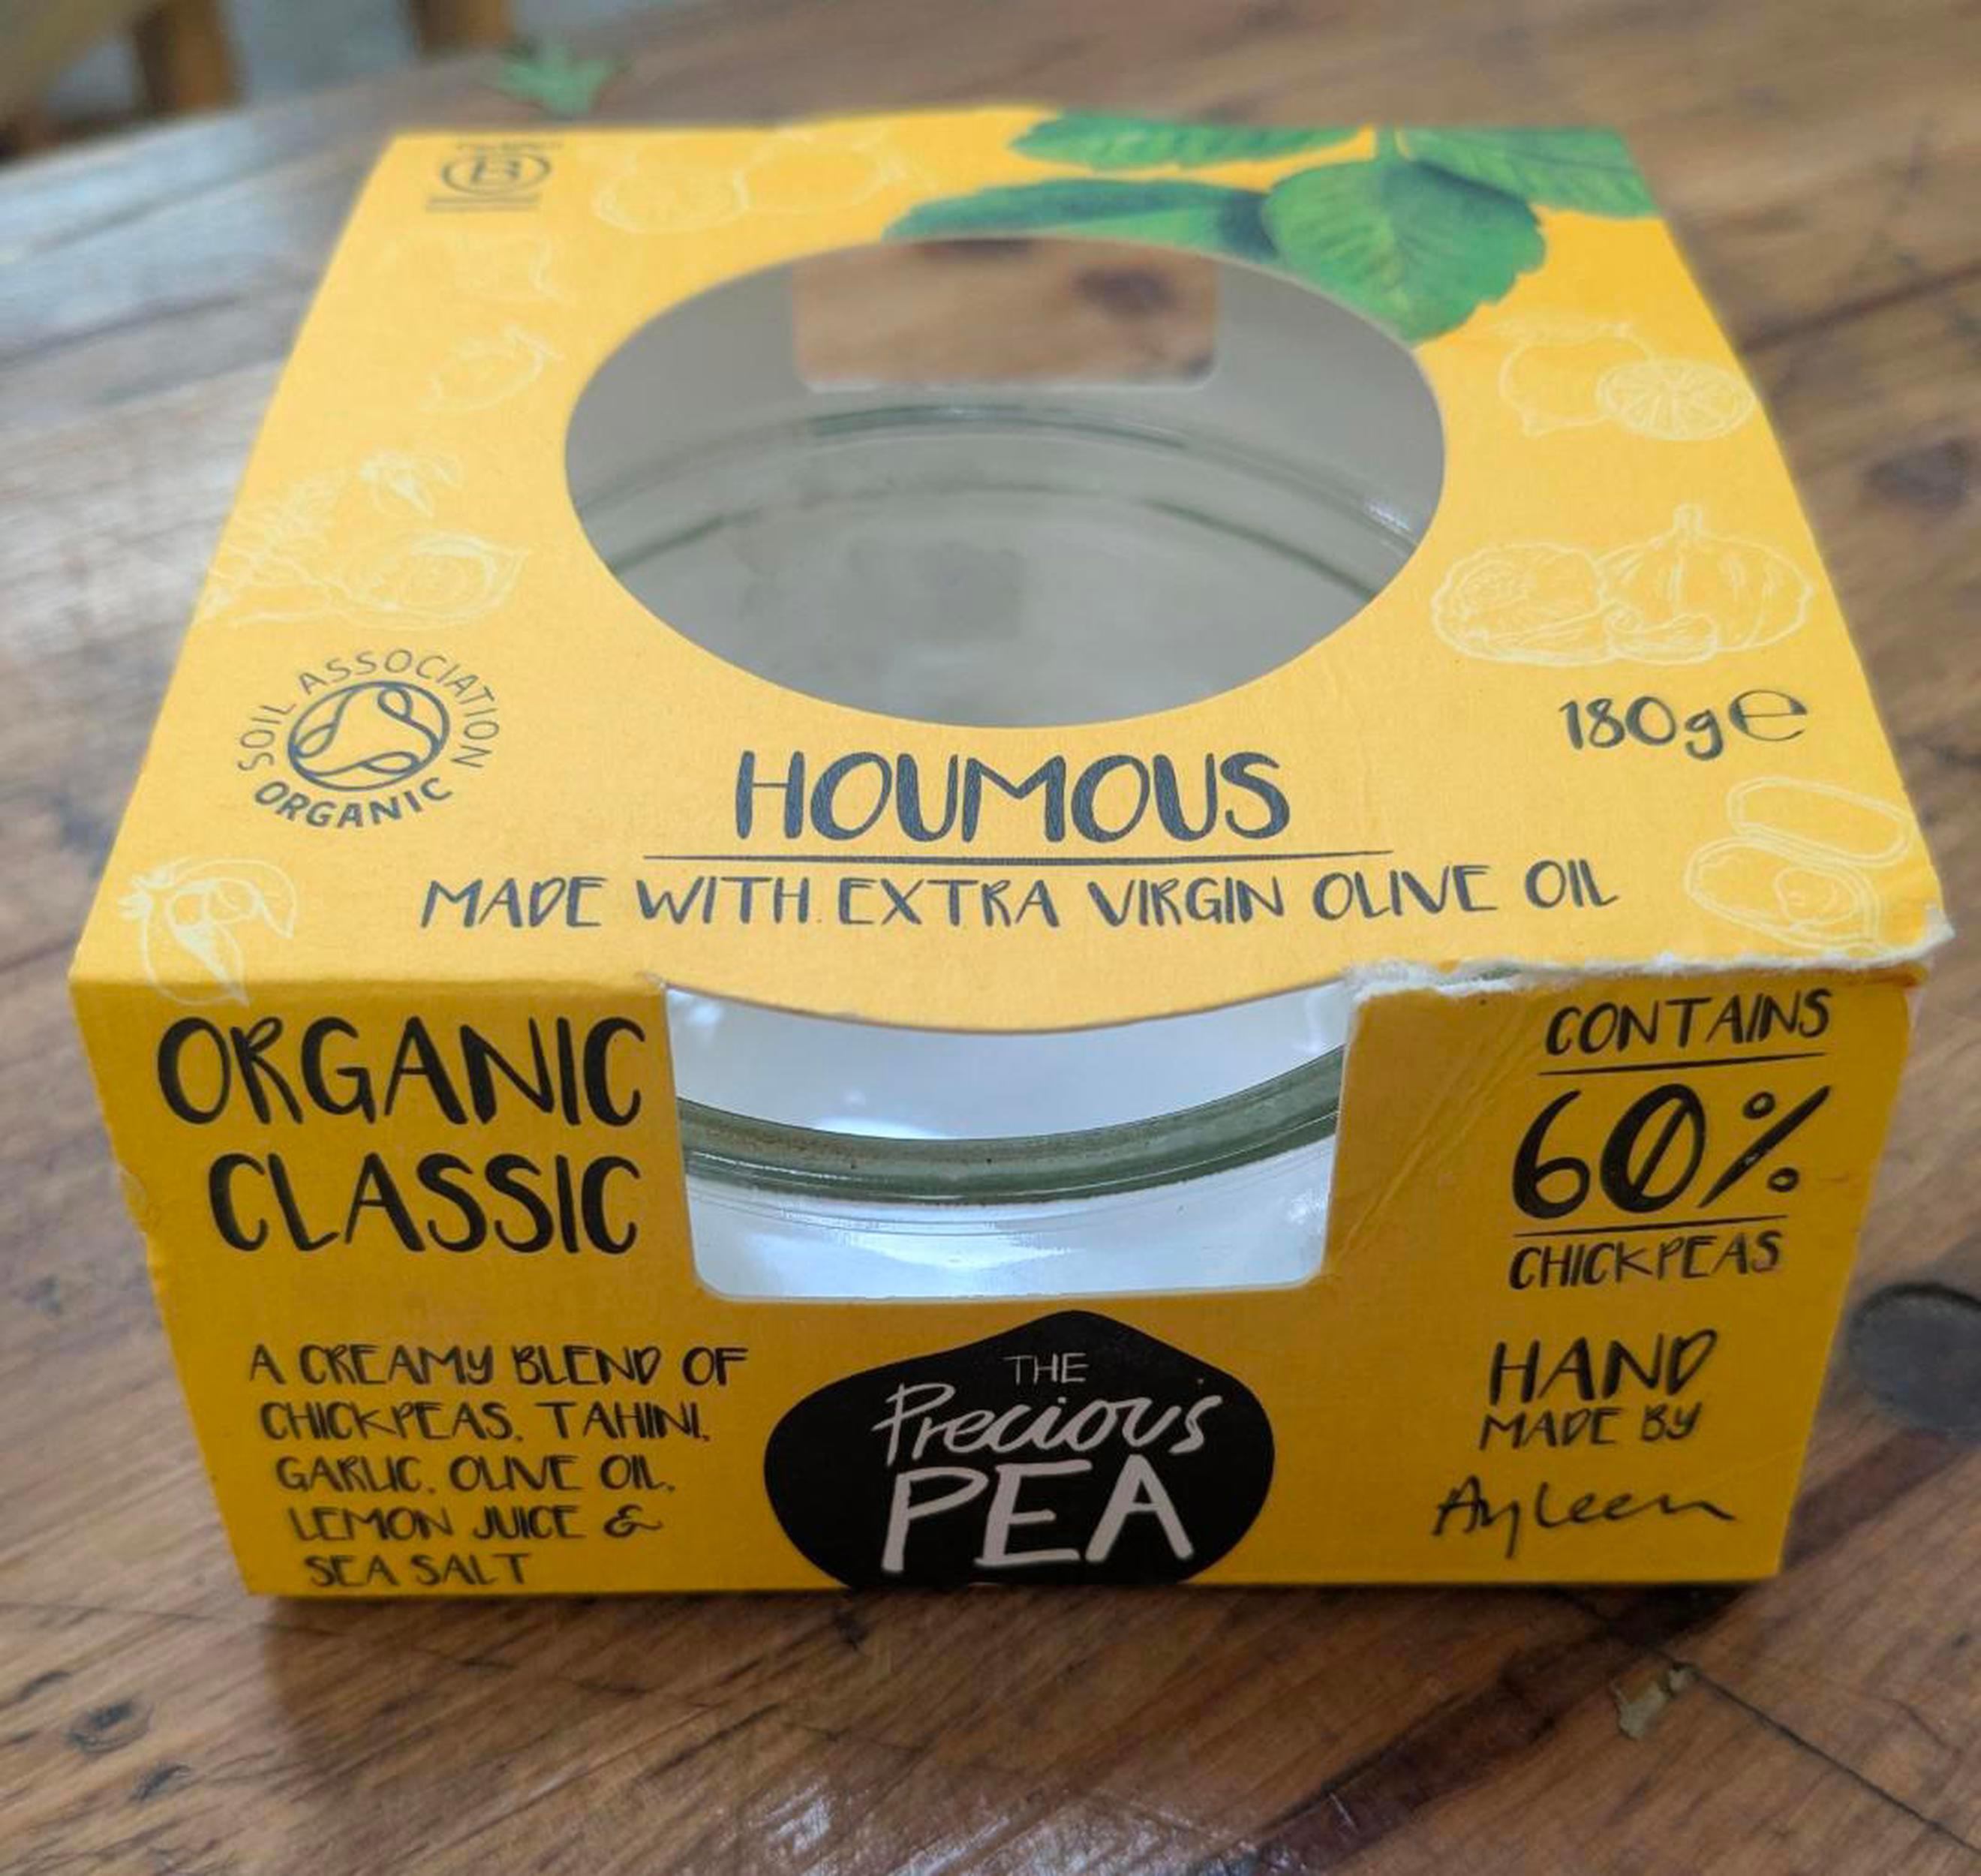 B
SOIL ASSOCIATION
ORGANIC
180g e
HOUMOUS
MADE WITH EXTRA VIRGIN OLIVE OIL
ORGANIC
CLASSIC
A CREAMY BLEND OF
CHICKPEAS, TAHINI,
GARLIC, OLIVE OIL,
LEMON JUICE &
SEA SALT
THE
Precious
PEA
CONTAINS
60%
CHICKPEAS
HAND
MADE BY
Ayleen